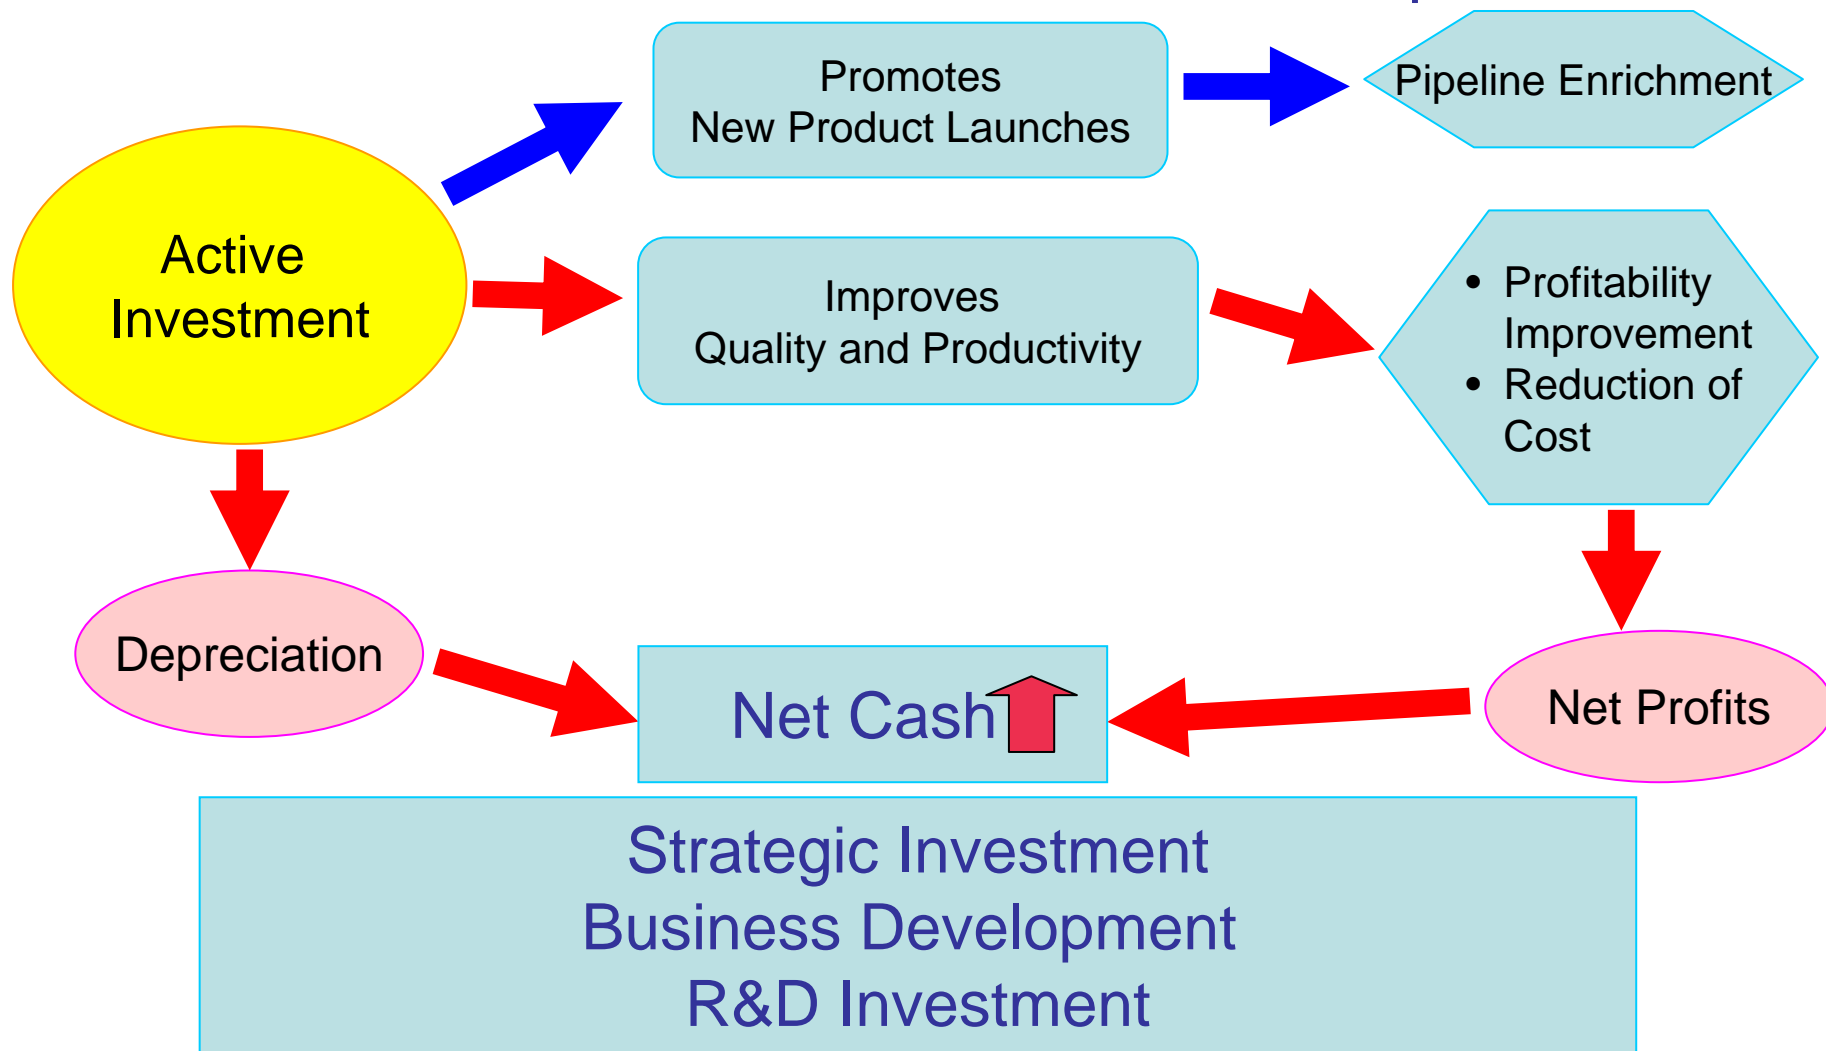 Promotes
New Product Launches
Pipeline Enrichment
Active
Investment
Improves
Quality and Productivity
• Profitability
Improvement
• Reduction of
Cost
Depreciation
Net Cash
Net Profits
Strategic Investment
Business Development
R&D Investment